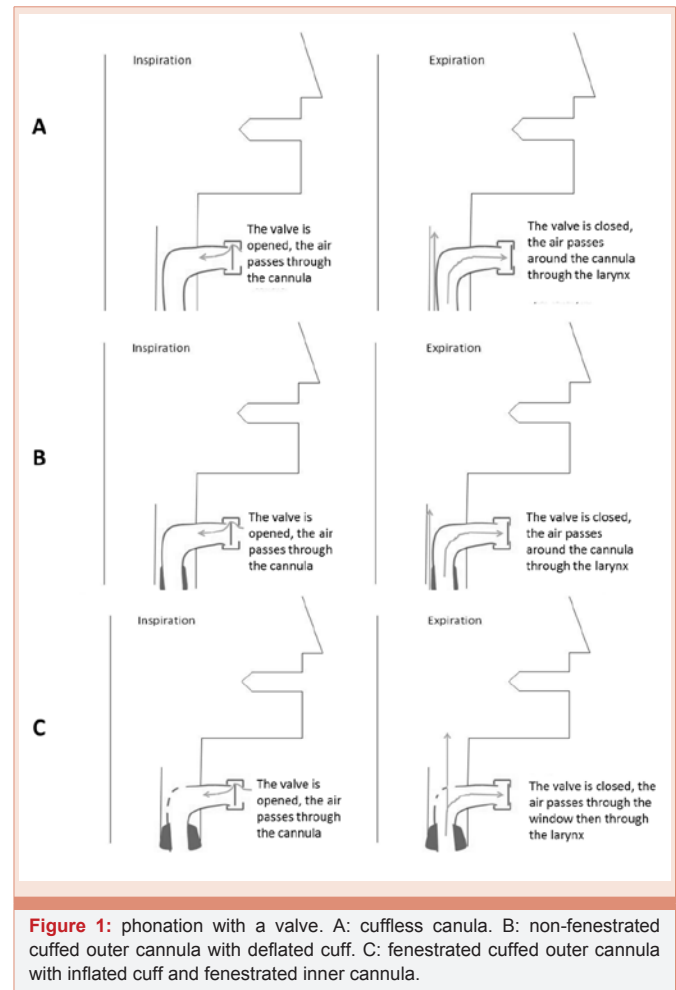 Inspiration
Expiration
A
The valve is
opened, the air
passes through
the cannula
The valve is closed,
the air passes
around the cannula
through the larynx
Inspiration
Expiration
B
The valve is
opened, the air
passes through
the cannula
The valve is closed,
the air passes
around the cannula
through the larynx
Inspiration
Expiration
C
The valve is
opened, the air
passes through
the cannula
The valve is closed, the
air passes through the
window then through
the larynx
Figure 1: phonation with a valve. A: cuffless canula. B: non-fenestrated
cuffed outer cannula with deflated cuff. C: fenestrated cuffed outer cannula
with inflated cuff and fenestrated inner cannula.